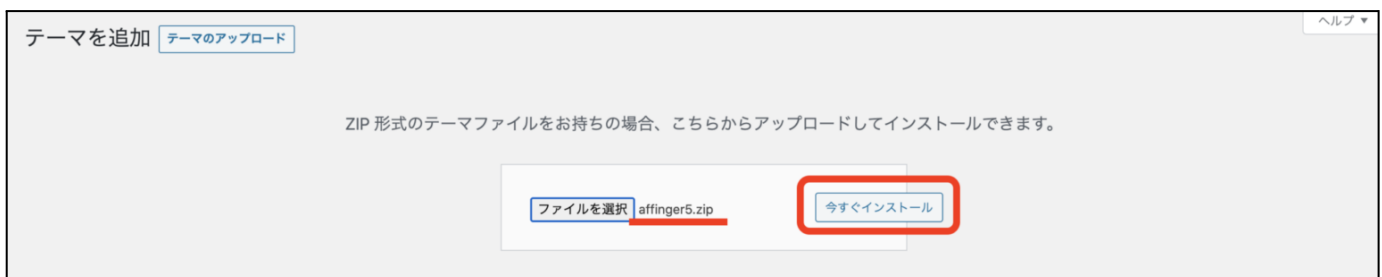 ヘルプ ▼
テーマを追加 テーマのアップロード
ZIP 形式のテーマファイルをお持ちの場合、こちらからアップロードしてインストールできます。
ファイルを選択 affinger5.zip 今すぐインストール